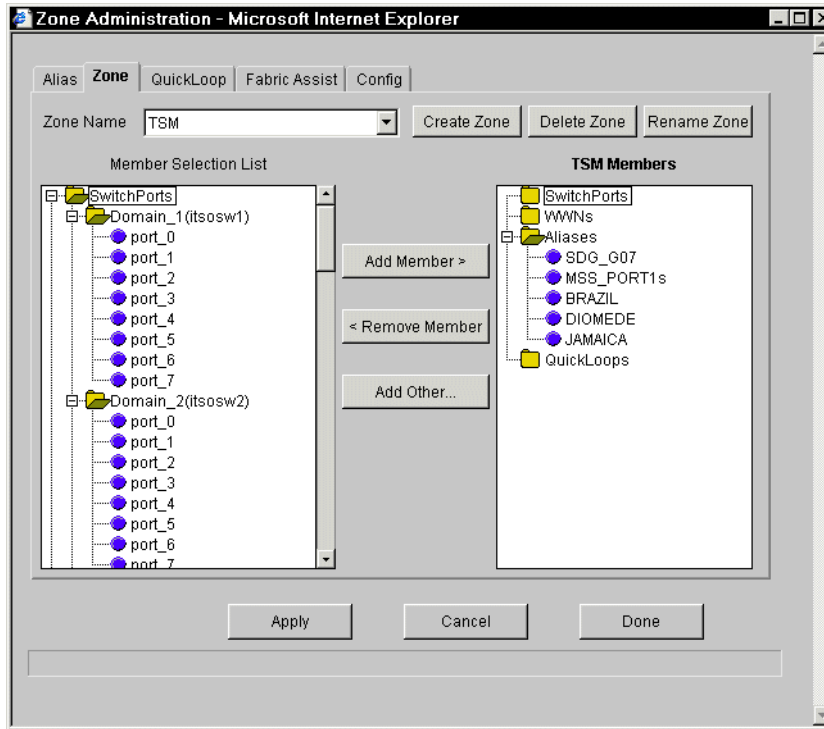 Zone Administration - Microsoft Internet Explorer
Alias Zone QuickLoop Fabric Assist Config
Zone Name TSM Create Zone Delete Zone Rename Zone
Member Selection List
SwitchPorts
Domain_1(itsosw1)
port_0
port_1
port_2
port_3
port_4
port_5
port_6
port_7
Domain_2(itsosw2)
port_0
port_1
port_2
port_3
port_4
port_5
port_6
port_7
Add Member >
< Remove Member
Add Other...
TSM Members
SwitchPorts
WWNs
Aliases
SDG_G07
MSS_PORT1s
BRAZIL
DIOMEDE
JAMAICA
QuickLoops
Apply Cancel Done